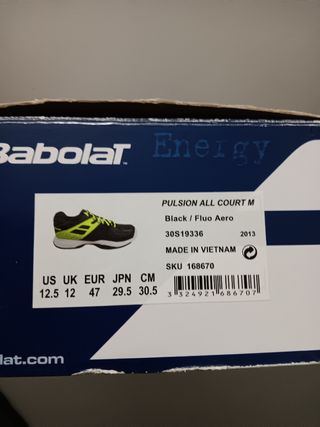 BabolaT Energy
PULSION ALL COURT M
Black / Fluo Aero
30S19336 2013
MADE IN VIETNAM
SKU 168670
US UK EUR JPN CM
12.5 12 47 29.5 30.5
3 324921 686707
lat.com